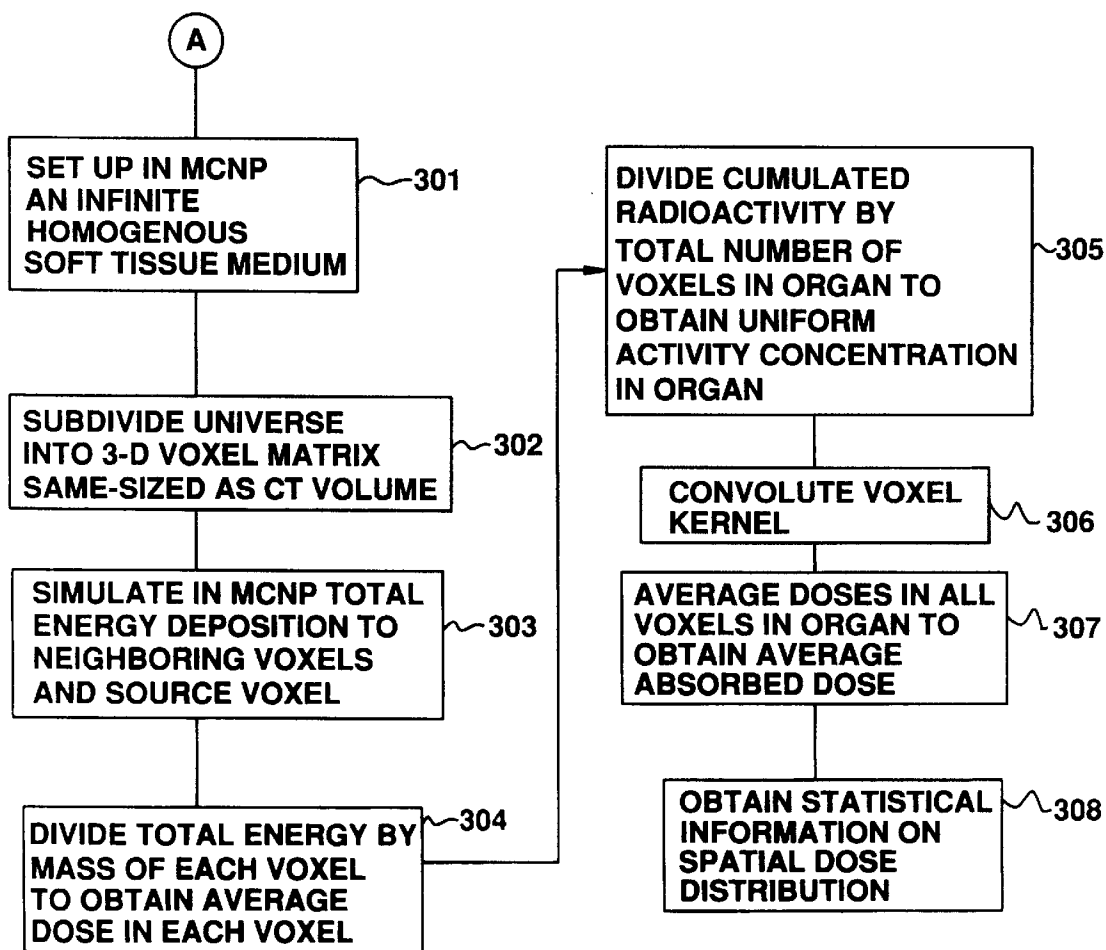 A
SET UP IN MCNP
AN INFINITE
HOMOGENOUS
SOFT TISSUE MEDIUM
301
SUBDIVIDE UNIVERSE
INTO 3-D VOXEL MATRIX
SAME-SIZED AS CT VOLUME
302
SIMULATE IN MCNP TOTAL
ENERGY DEPOSITION TO
NEIGHBORING VOXELS
AND SOURCE VOXEL
303
DIVIDE TOTAL ENERGY BY
MASS OF EACH VOXEL
TO OBTAIN AVERAGE
DOSE IN EACH VOXEL
304
DIVIDE CUMULATED
RADIOACTIVITY BY
TOTAL NUMBER OF
VOXELS IN ORGAN TO
OBTAIN UNIFORM
ACTIVITY CONCENTRATION
IN ORGAN
305
CONVOLUTE VOXEL
KERNEL
306
AVERAGE DOSES IN ALL
VOXELS IN ORGAN TO
OBTAIN AVERAGE
ABSORBED DOSE
307
OBTAIN STATISTICAL
INFORMATION ON
SPATIAL DOSE
DISTRIBUTION
308